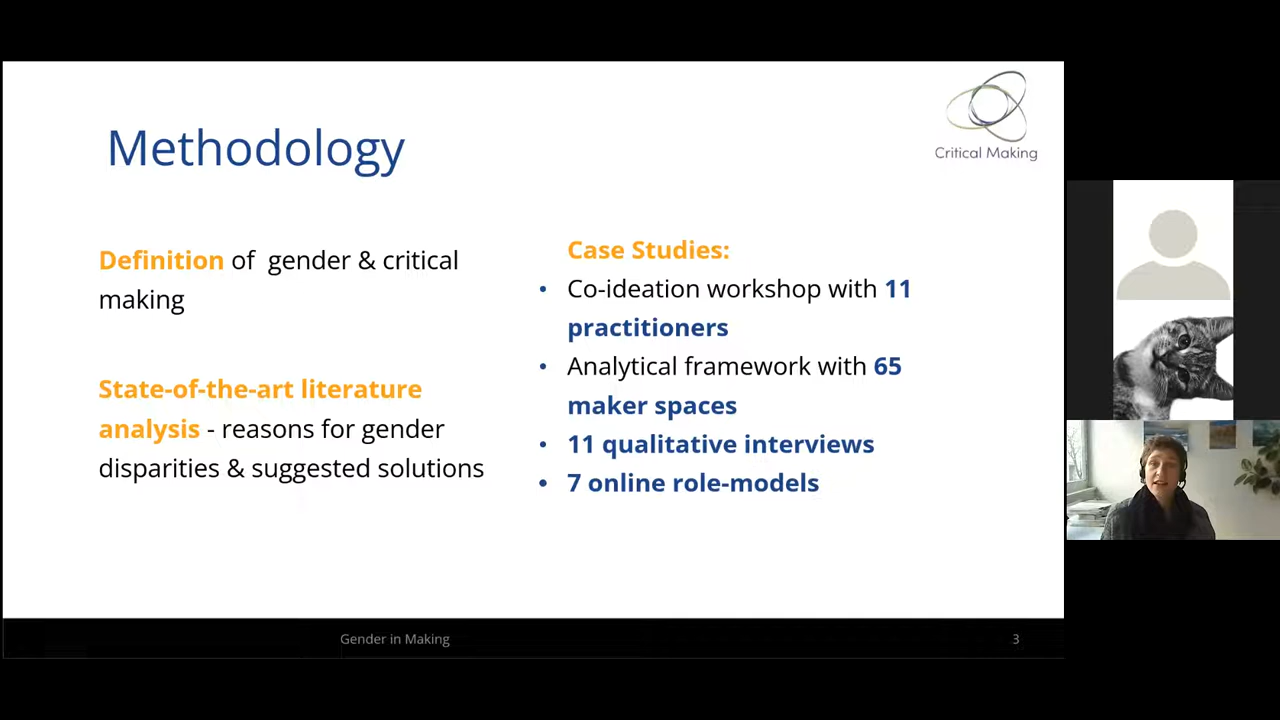 Critical Making
Methodology
Definition of gender & critical
making
State-of-the-art literature
analysis - reasons for gender
disparities & suggested solutions
Case Studies:
• Co-ideation workshop with 11
practitioners
• Analytical framework with 65
maker spaces
• 11 qualitative interviews
• 7 online role-models
Gender in Making
3